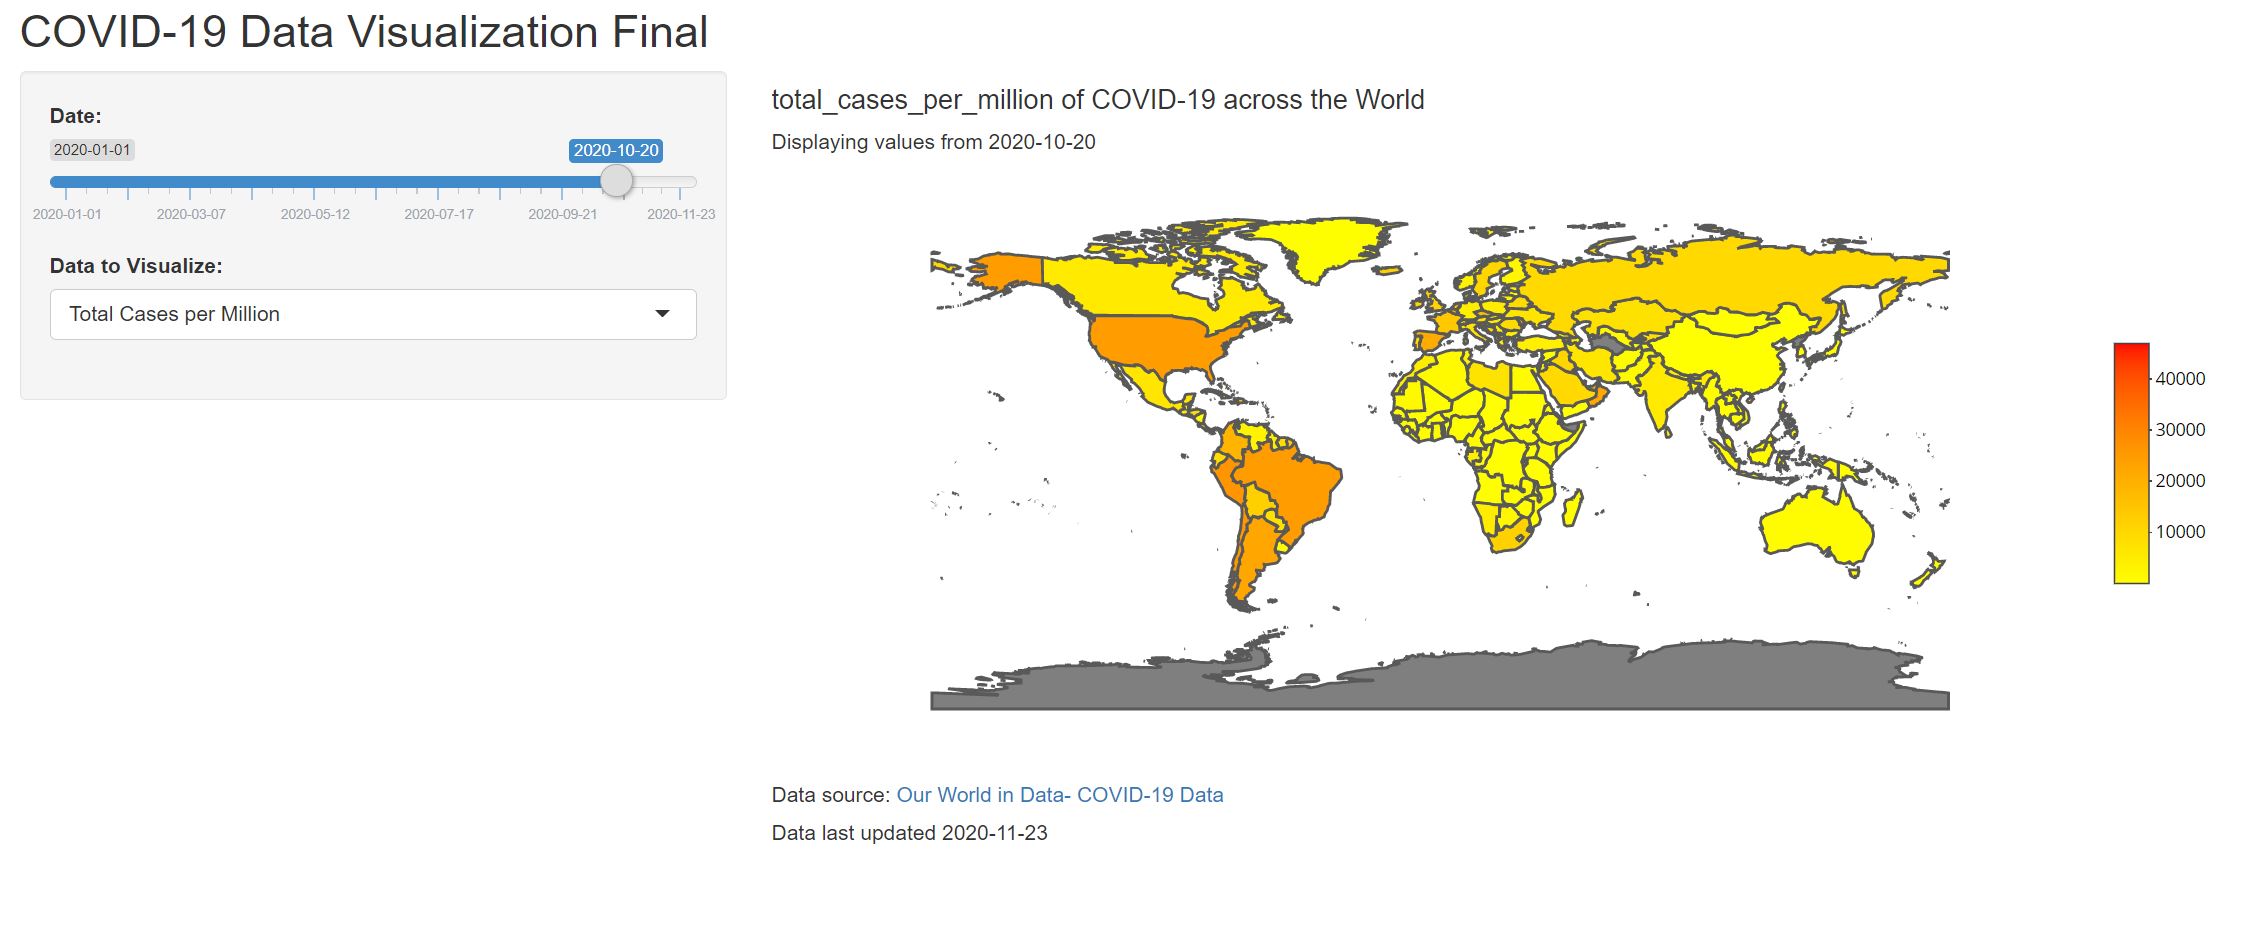 COVID-19 Data Visualization Final
Date:
2020-01-01
2020-10-20
2020-01-01 2020-03-07 2020-05-12 2020-07-17 2020-09-21 2020-11-23
Data to Visualize:
Total Cases per Million
total_cases_per_million of COVID-19 across the World
Displaying values from 2020-10-20
40000
30000
20000
10000
Data source: Our World in Data- COVID-19 Data
Data last updated 2020-11-23